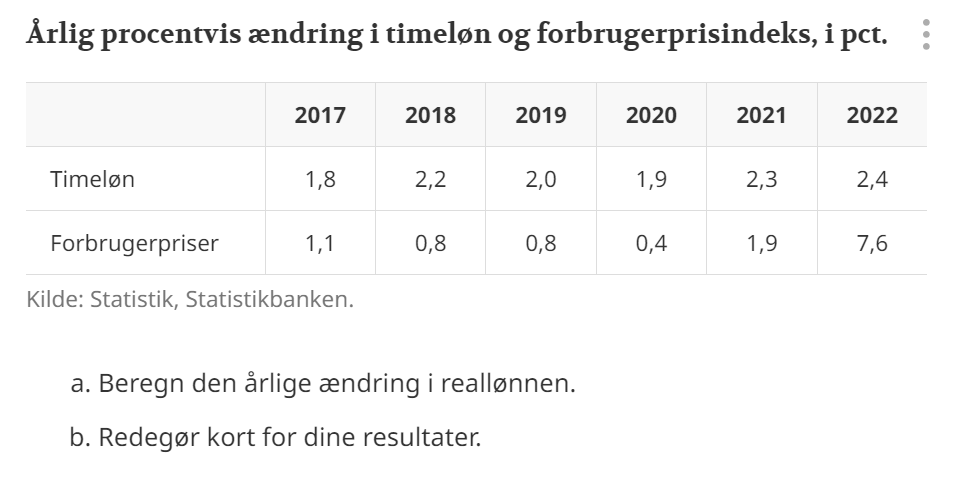 Årlig procentvis ændring i timeløn og forbrugerprisindeks, i pct.
2017 2018 2019 2020 2021 2022
Timeløn 1,8 2,2 2,0 1,9 2,3 2,4
Forbrugerpriser 1,1 0,8 0,8 0,4 1,9 7,6
Kilde: Statistik, Statistikbanken.
a. Beregn den årlige ændring i reallønnen.
b. Redegør kort for dine resultater.